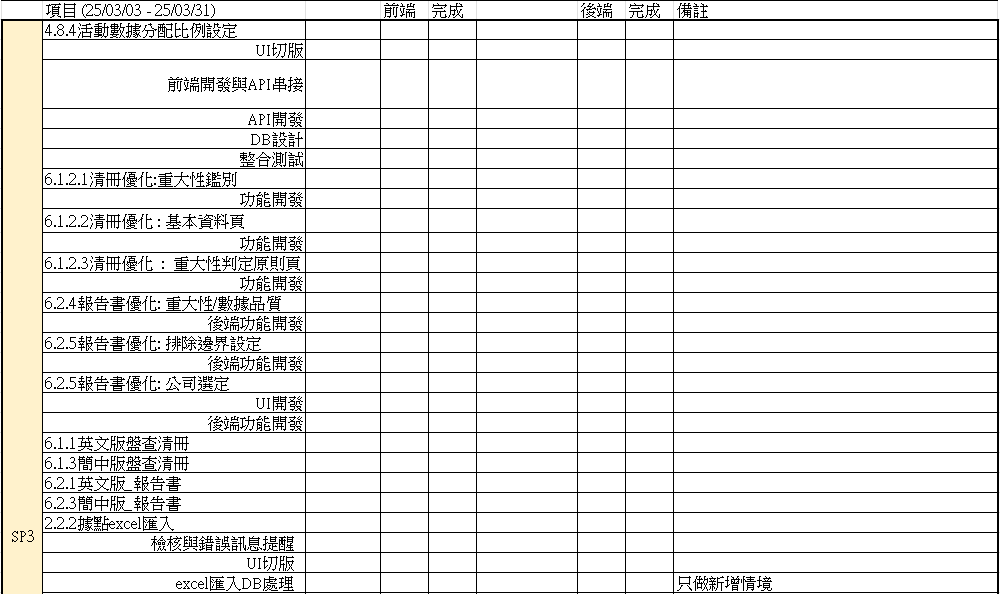 項目 (25/03/03 - 25/03/31) 前端 完成 後端 完成 備註
4.8.4活動數據分配比例設定
UI切版
前端開發與API串接
API開發
DB設計
整合測試
6.1.2.1清冊優化:重大性鑑別
功能開發
6.1.2.2清冊優化 : 基本資料頁
功能開發
6.1.2.3清冊優化 : 重大性判定原則頁
功能開發
6.2.4報告書優化: 重大性/數據品質
後端功能開發
6.2.5報告書優化: 排除邊界設定
後端功能開發
6.2.5報告書優化: 公司選定
UI開發
後端功能開發
6.1.1英文版盤查清冊
6.1.3簡中版盤查清冊
6.2.1英文版_報告書
6.2.3簡中版_報告書
2.2.2據點excel匯入
SP3
檢核與錯誤訊息提醒
UI切版
excel匯入DB處理 只做新增情境